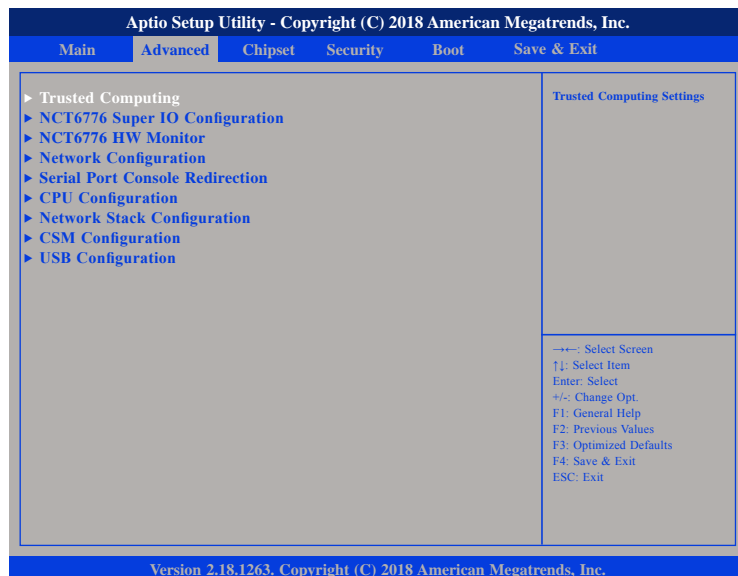 Aptio Setup Utility - Copyright (C) 2018 American Megatrends, Inc.
Main Advanced Chipset Security Boot Save & Exit
► Trusted Computing
► NCT6776 Super IO Configuration
► NCT6776 HW Monitor
► Network Configuration
► Serial Port Console Redirection
► CPU Configuration
► Network Stack Configuration
► CSM Configuration
► USB Configuration
Trusted Computing Settings
→←: Select Screen
↑↓: Select Item
Enter: Select
+/-: Change Opt.
F1: General Help
F2: Previous Values
F3: Optimized Defaults
F4: Save & Exit
ESC: Exit
Version 2.18.1263. Copyright (C) 2018 American Megatrends, Inc.